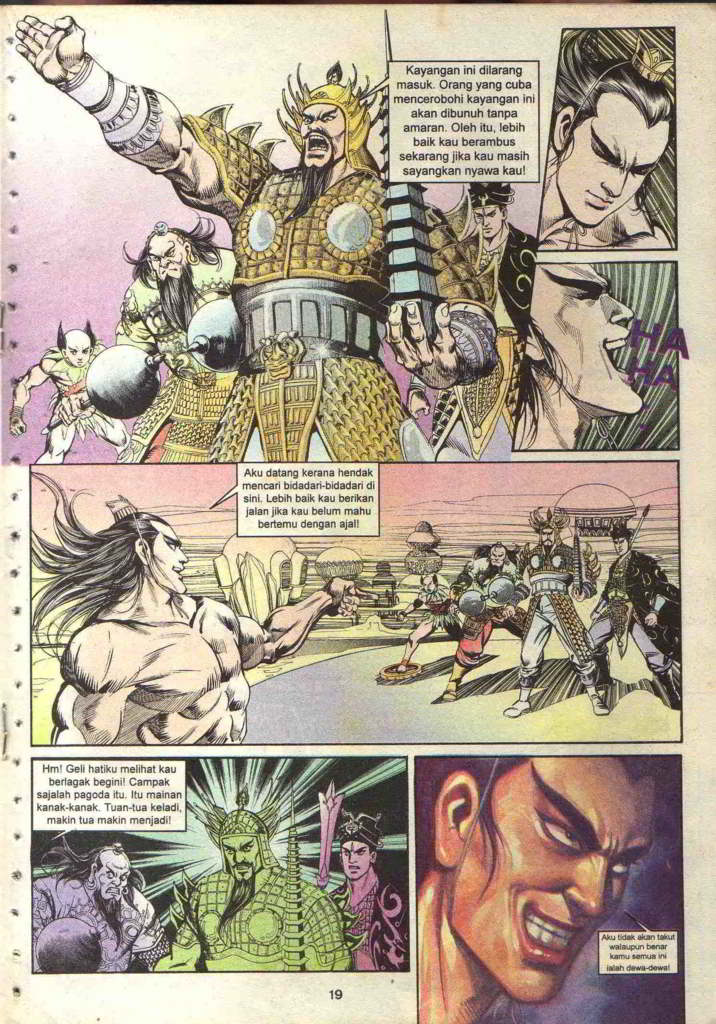 Kayangan ini dilarang
masuk. Orang yang cuba
mencerobohi kayangan ini
akan dibunuh tanpa
amaran. Oleh itu, lebih
baik kau berambus
sekarang jika kau masih
sayangkan nyawa kau!
HA
HA
HA
Aku datang kerana hendak
mencari bidadari-bidadari di
sini. Lebih baik kau berikan
jalan jika kau belum mahu
bertemu dengan ajal!
Hm! Geli hatiku melihat kau
berlagak begini! Campak
sajalah pagoda itu. Itu mainan
kanak-kanak. Tuan-tua keladi,
makin tua makin menjadi!
Aku tidak akan takut
walaupun benar
kamu semua ini
ialah dewa-dewa!
19